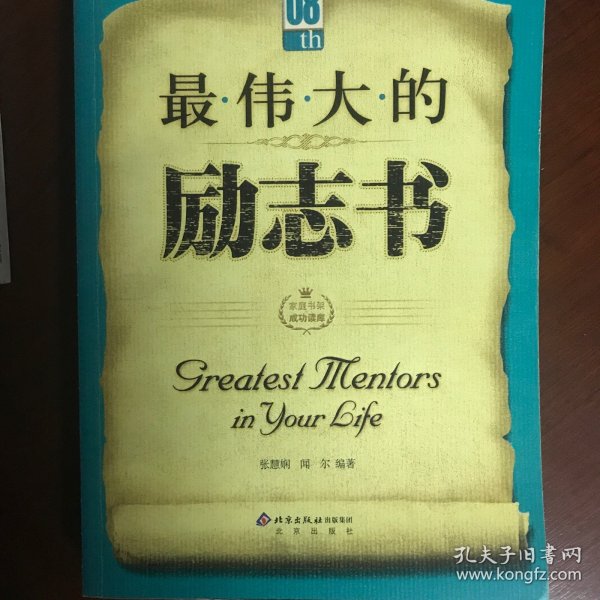 08
th
最·伟·大·的
励志书
家庭书架
成功读库
Greatest Mentors
in Your Life
张慧娴 闻 尔 编著
北京出版社出版集团
北京出版社
孔夫子旧书网
www.kongfz.com